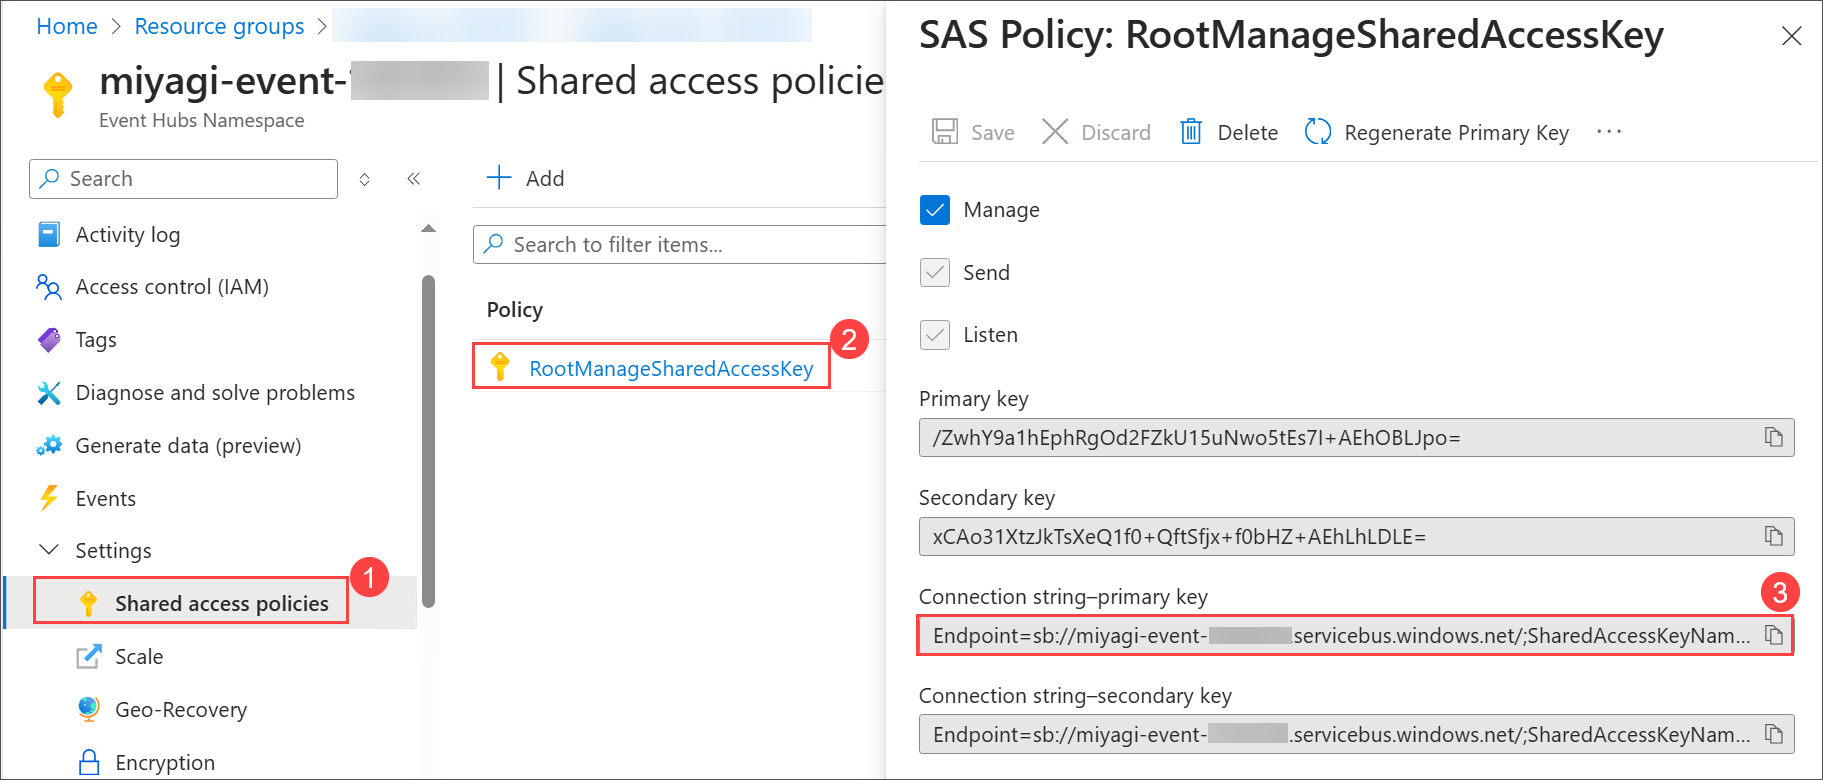 Home > Resource groups >
miyagi-event- | Shared access policie
Event Hubs Namespace
Search
Activity log
Access control (IAM)
Tags
Diagnose and solve problems
Generate data (preview)
Events
Settings
1
Shared access policies
Scale
Geo-Recovery
Encryption
Add
Search to filter items...
Policy
2
RootManageSharedAccessKey
SAS Policy: RootManageSharedAccessKey
Save Discard Delete Regenerate Primary Key ...
Manage
Send
Listen
Primary key
/ZwhY9a1hEphRgOd2FZkU15uNwo5tEs7I+AEhOBLJpo=
Secondary key
xCAo31XtzJkTsXeQ1f0+QftSfjx+f0bHZ+AEhLhLDLE=
Connection string–primary key
3
Endpoint=sb://miyagi-event- .servicebus.windows.net/;SharedAccessKeyNam...
Connection string–secondary key
Endpoint=sb://miyagi-event- .servicebus.windows.net/;SharedAccessKeyNam...